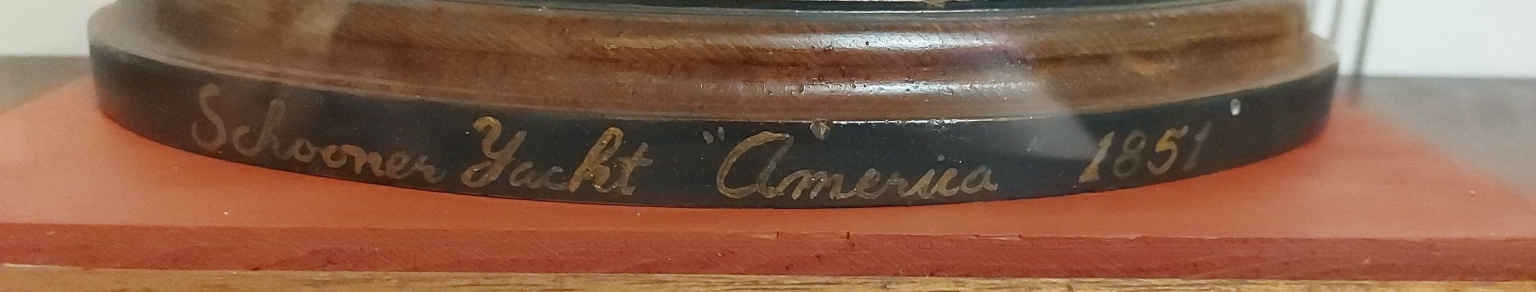 Schooner Yacht "America" 1851